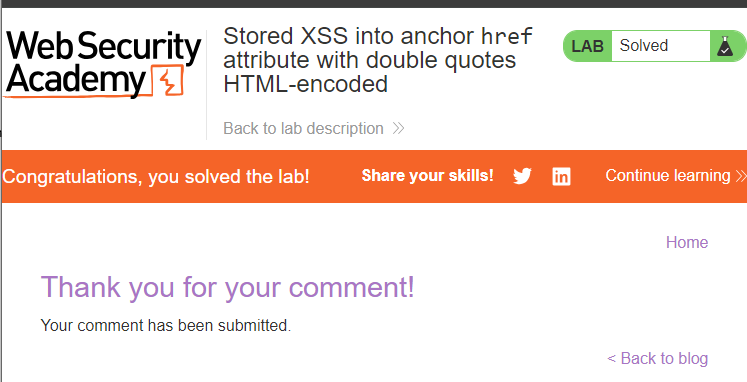 Web Security
Academy
Stored XSS into anchor href
attribute with double quotes
HTML-encoded
Back to lab description
LAB Solved
Congratulations, you solved the lab!
Share your skills!
Continue learning
Home
Thank you for your comment!
Your comment has been submitted.
< Back to blog